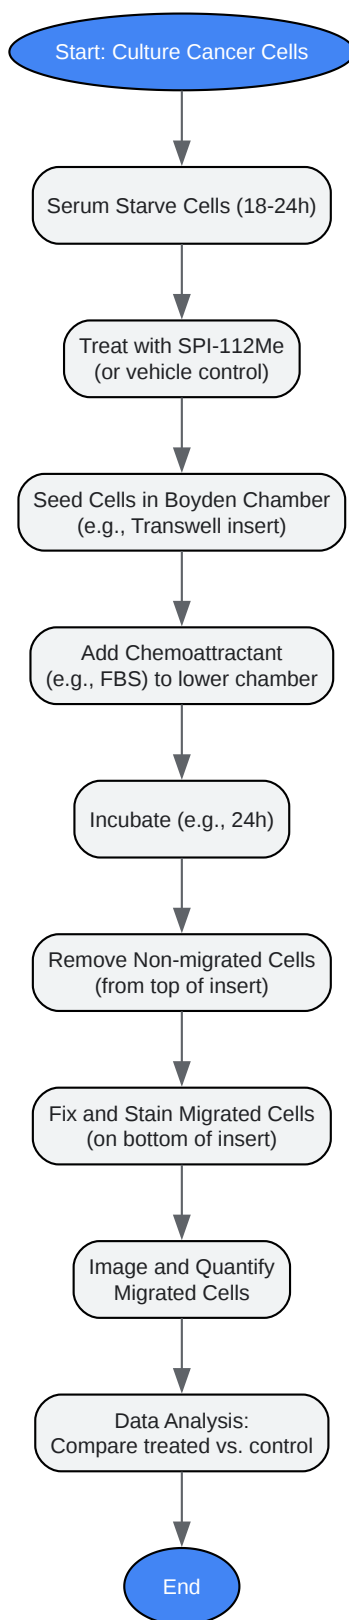 Start: Culture Cancer Cells
Serum Starve Cells (18-24h)
Treat with SPI-112Me
(or vehicle control)
Seed Cells in Boyden Chamber
(e.g., Transwell insert)
Add Chemoattractant
(e.g., FBS) to lower chamber
Incubate (e.g., 24h)
Remove Non-migrated Cells
(from top of insert)
Fix and Stain Migrated Cells
(on bottom of insert)
Image and Quantify
Migrated Cells
Data Analysis:
Compare treated vs. control
End